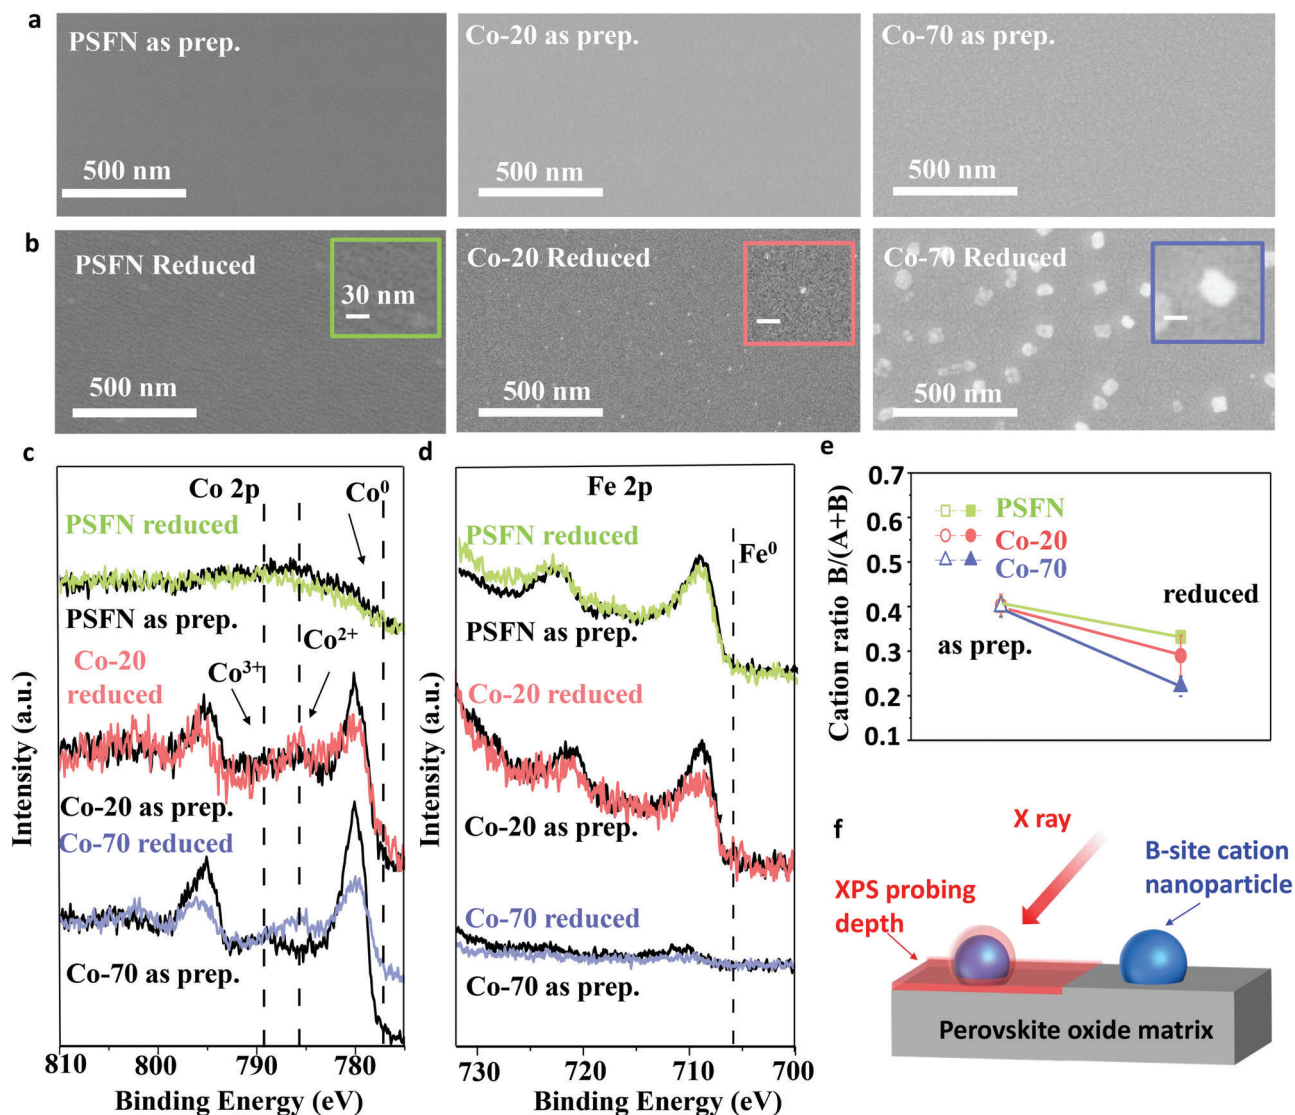 a
PSFN as prep.
500 nm
Co-20 as prep.
500 nm
Co-70 as prep.
500 nm
b
PSFN Reduced
30 nm
500 nm
Co-20 Reduced
500 nm
Co-70 Reduced
500 nm
c
Co 2p
Co⁰
PSFN reduced
PSFN as prep.
Co²⁺
Co-20
reduced
Co³⁺
Co-20 as prep.
Co-70 reduced
Co-70 as prep.
Intensity (a.u.)
810 800 790 780
Binding Energy (eV)
d
Fe 2p
PSFN reduced
Fe⁰
PSFN as prep.
Co-20 reduced
Co-20 as prep.
Co-70 reduced
Co-70 as prep.
Intensity (a.u.)
730 720 710 700
Binding Energy (eV)
e
Cation ratio B/(A+B)
0.7
0.6
0.5
0.4
0.3
0.2
0.1
PSFN
Co-20
Co-70
reduced
as prep.
f
X ray
B-site cation
nanoparticle
XPS probing
depth
Perovskite oxide matrix